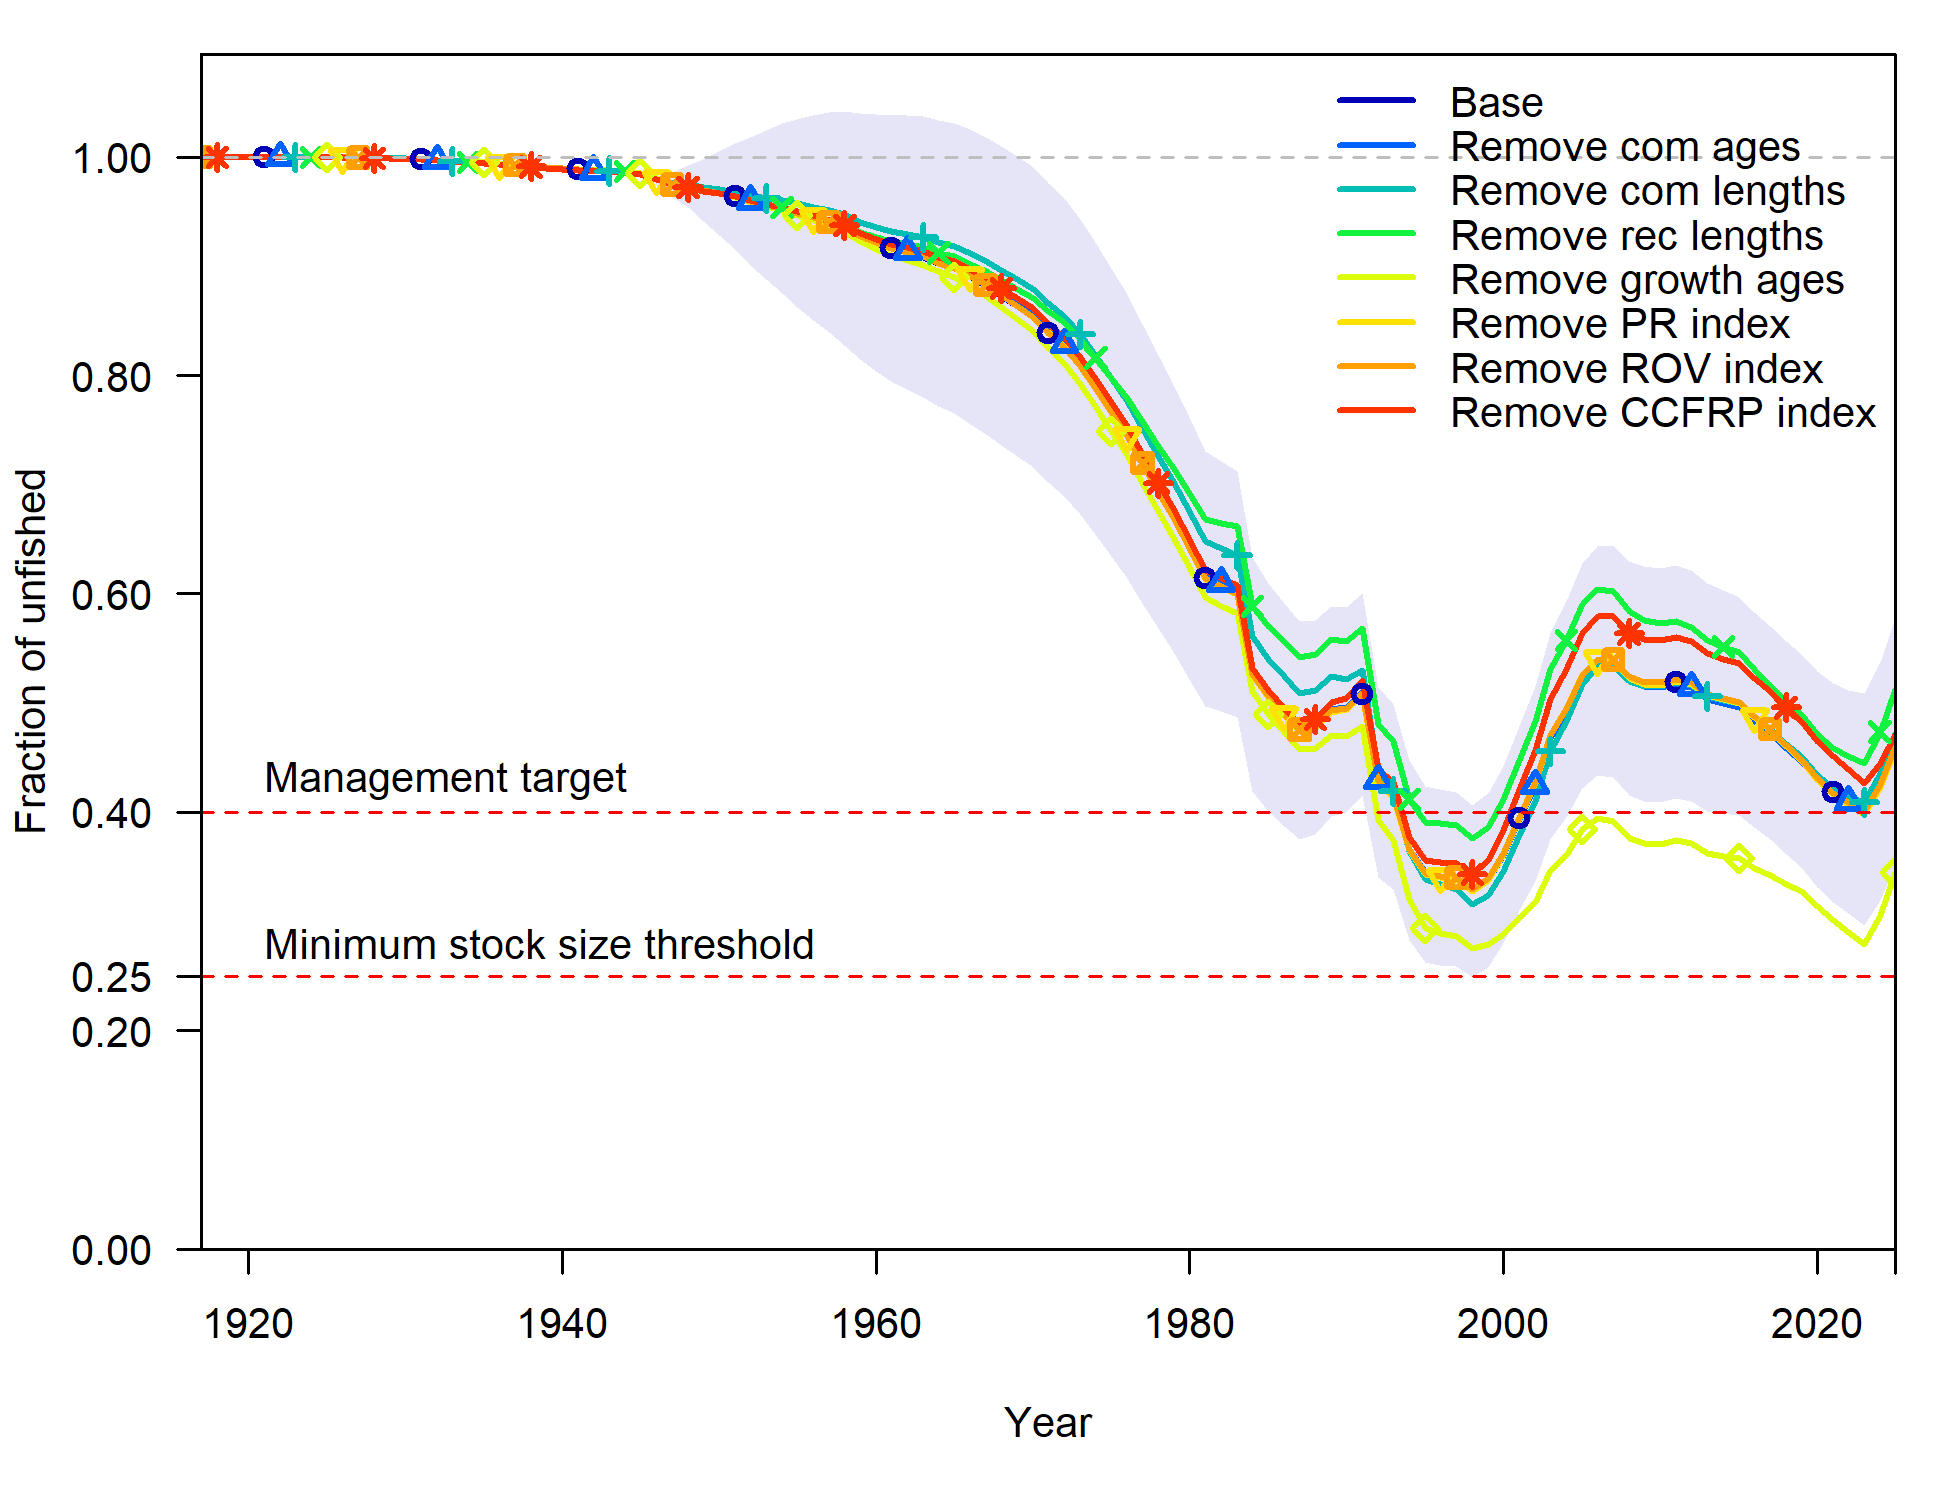 Base
Remove com ages
Remove com lengths
Remove rec lengths
Remove growth ages
Remove PR index
Remove ROV index
Remove CCFRP index
Fraction of unfished
1.00
0.80
0.60
0.40
0.25
0.20
0.00
Management target
Minimum stock size threshold
1920
1940
1960
1980
2000
2020
Year